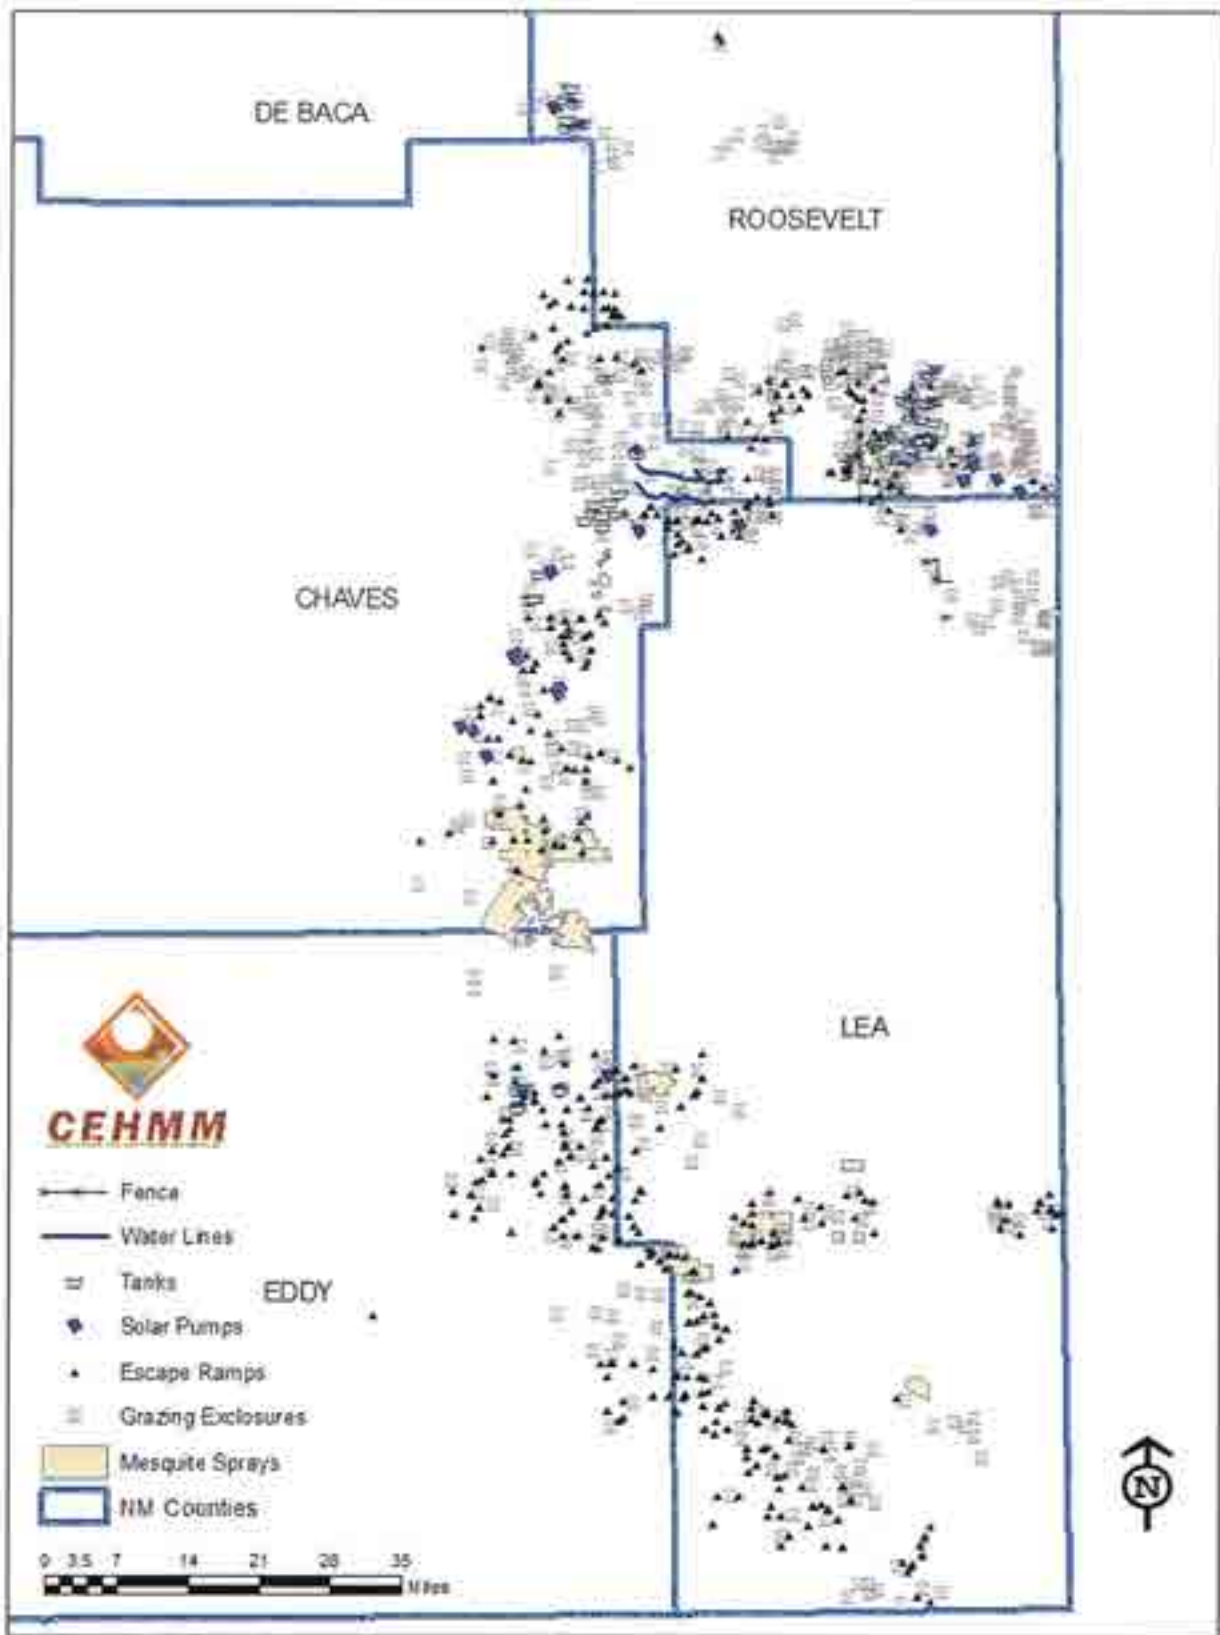 DE BACA
ROOSEVELT
CHAVES
LEA
CEHMM
Fence
Water Lines
Tanks
EDDY
Solar Pumps
Escape Ramps
Grazing Exclosures
Mesquite Sprays
NM Counties
0 3.5 7 14 21 28 35
Miles
N